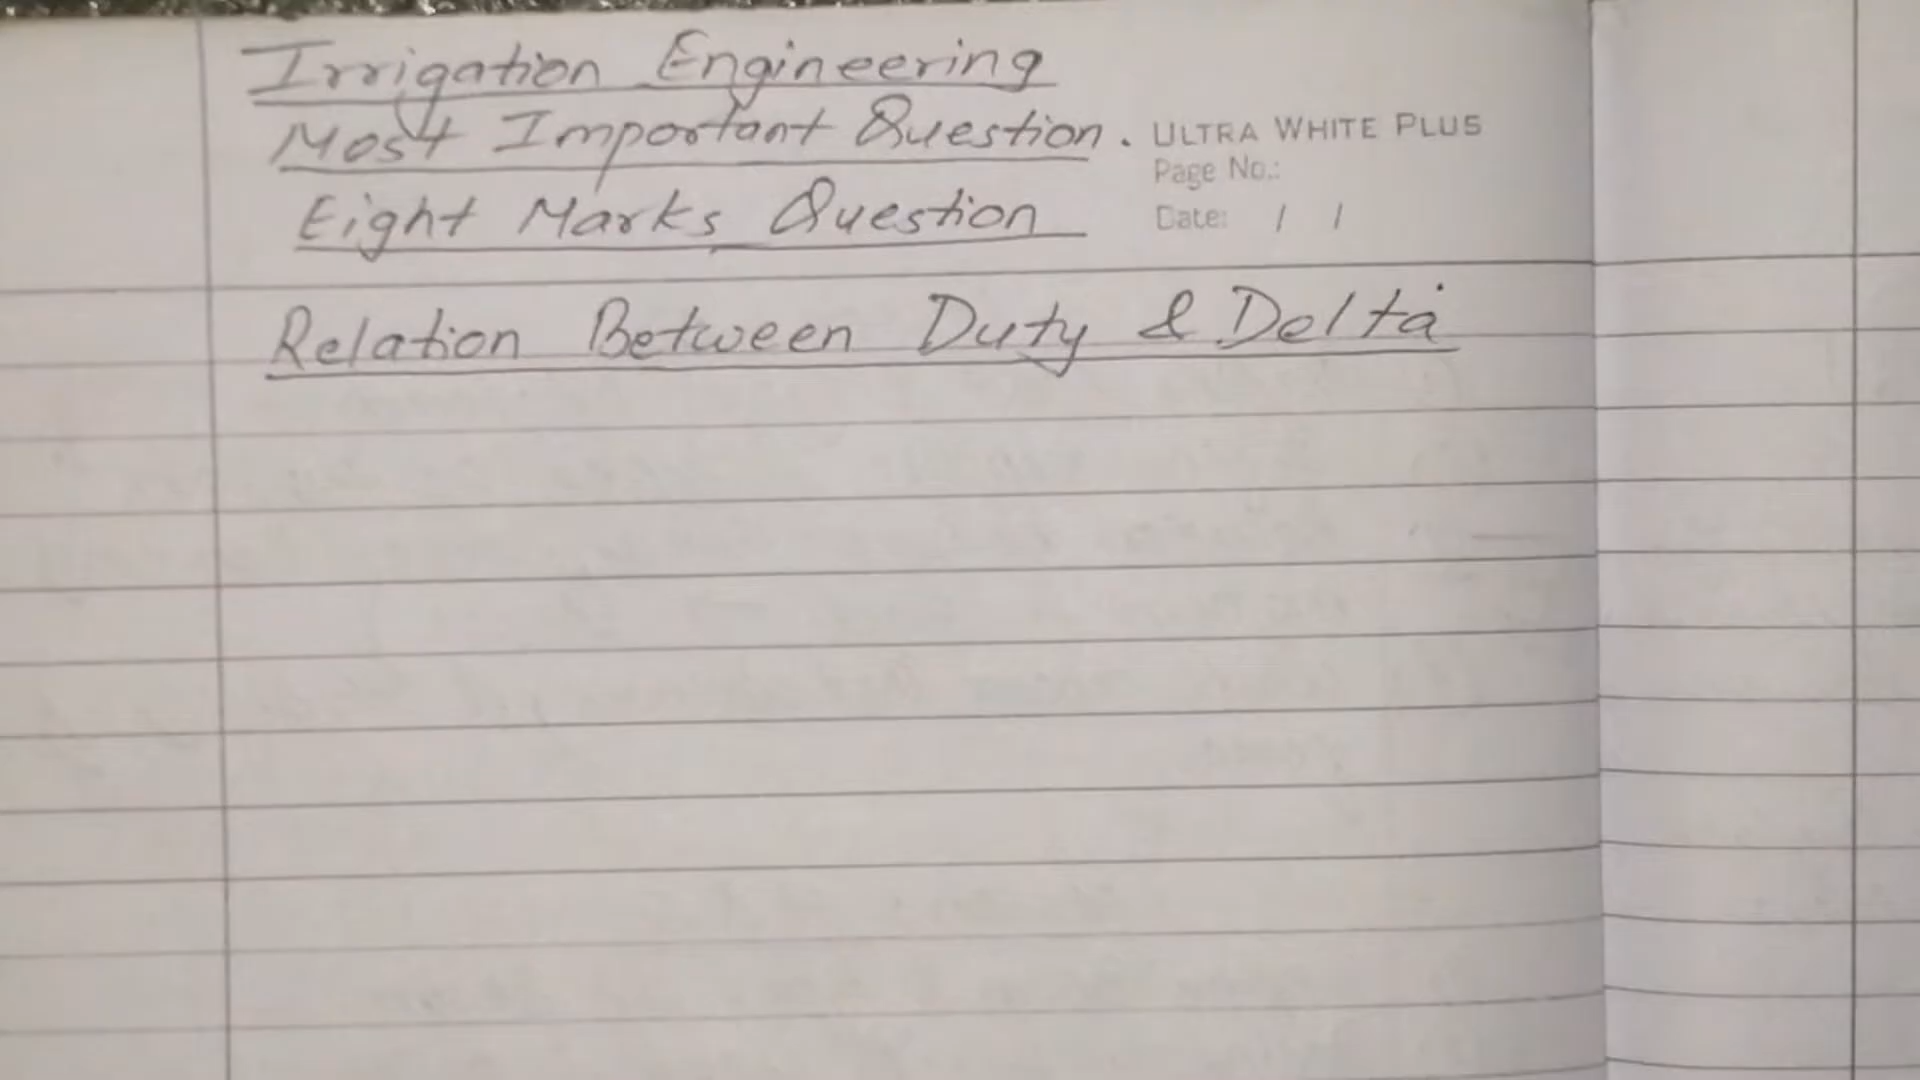 Irrigation Engineering
Most Important Question.
ULTRA WHITE PLUS
Page No.:
Eight Marks Question
Date: / /
Relation Between Duty & Delta